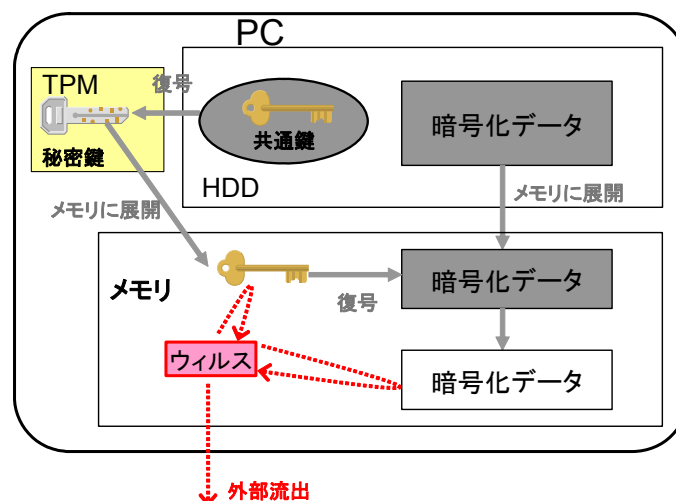 PC
TPM
復号
秘密鍵
共通鍵
暗号化データ
HDD
メモリに展開
メモリに展開
メモリ
復号
暗号化データ
ウィルス
暗号化データ
外部流出